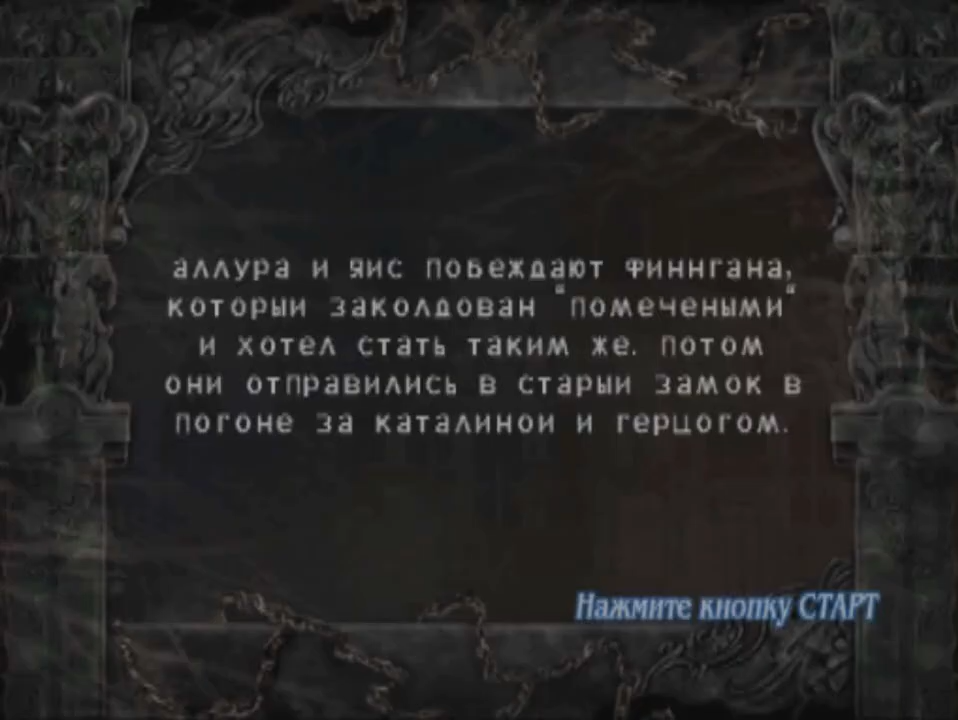 аллура и яис побеждают финнгана,
которыи заколдован "помечеными"
и хотел стать таким же. потом
они отправились в старыи замок в
погоне за каталинои и герцогом.
Нажмите кнопку СТАРТ